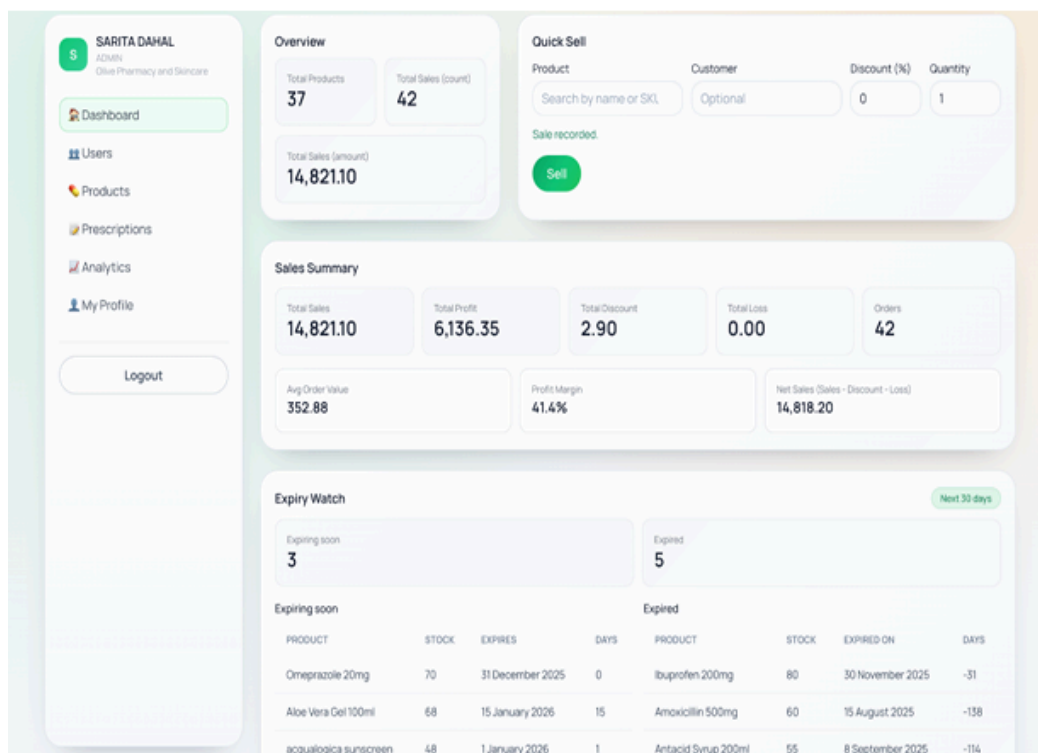 S
SARITA DAHAL
ADMIN
Olive Pharmacy and Skincare
Dashboard
Users
Products
Prescriptions
Analytics
My Profile
Logout
Overview
Total Products
37
Total Sales (count)
42
Total Sales (amount)
14,821.10
Quick Sell
Product
Customer
Discount (%)
Quantity
Search by name or SKU,
Optional
0
1
Sale recorded.
Sell
Sales Summary
Total Sales
14,821.10
Total Profit
6,136.35
Total Discount
2.90
Total Loss
0.00
Orders
42
Avg Order Value
352.88
Profit Margin
41.4%
Net Sales (Sales - Discount - Loss)
14,818.20
Expiry Watch
Next 30 days
Expiring soon
3
Expired
5
Expiring soon
PRODUCT STOCK EXPIRES DAYS
Omeprazole 20mg 70 31 December 2025 0
Aloe Vera Gel 100ml 68 15 January 2026 15
acqualogica sunscreen 48 1 January 2026 1
Expired
PRODUCT STOCK EXPIRED ON DAYS
Ibuprofen 200mg 80 30 November 2025 -31
Amoxicillin 500mg 60 15 August 2025 -138
Antacid Syrup 200ml 55 8 September 2025 -114